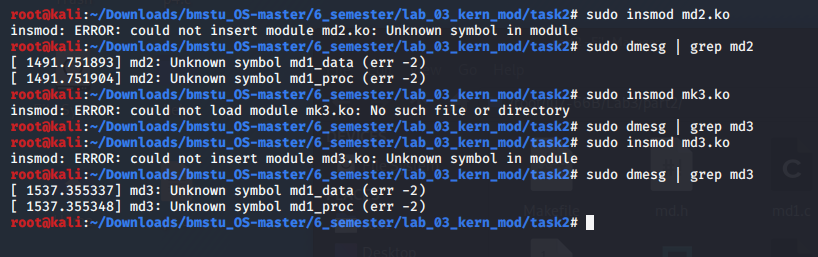 root@kali:~/Downloads/bmstu_OS-master/6_semester/lab_03_kern_mod/task2# sudo insmod md2.ko
insmod: ERROR: could not insert module md2.ko: Unknown symbol in module
root@kali:~/Downloads/bmstu_OS-master/6_semester/lab_03_kern_mod/task2# sudo dmesg | grep md2
[ 1491.751893] md2: Unknown symbol md1_data (err -2)
[ 1491.751904] md2: Unknown symbol md1_proc (err -2)
root@kali:~/Downloads/bmstu_OS-master/6_semester/lab_03_kern_mod/task2# sudo insmod mk3.ko
insmod: ERROR: could not load module mk3.ko: No such file or directory
root@kali:~/Downloads/bmstu_OS-master/6_semester/lab_03_kern_mod/task2# sudo dmesg | grep md3
root@kali:~/Downloads/bmstu_OS-master/6_semester/lab_03_kern_mod/task2# sudo insmod md3.ko
insmod: ERROR: could not insert module md3.ko: Unknown symbol in module
root@kali:~/Downloads/bmstu_OS-master/6_semester/lab_03_kern_mod/task2# sudo dmesg | grep md3
[ 1537.355337] md3: Unknown symbol md1_data (err -2)
[ 1537.355348] md3: Unknown symbol md1_proc (err -2)
root@kali:~/Downloads/bmstu_OS-master/6_semester/lab_03_kern_mod/task2#
Makefile
md.h
md1.c
Desktop